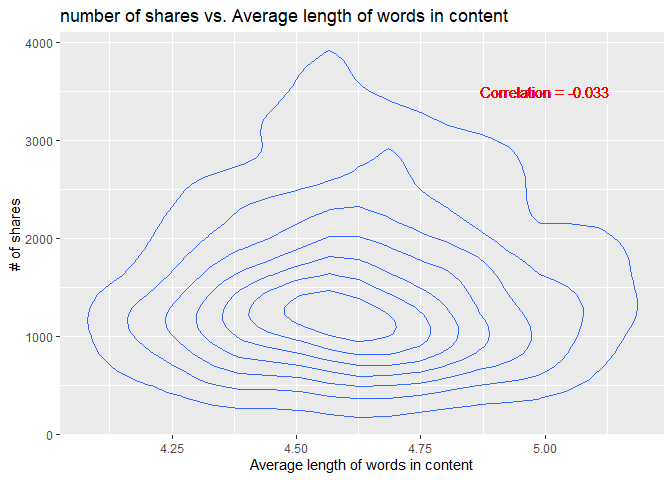 number of shares vs. Average length of words in content
4000
Correlation = -0.033
3000
# of shares
2000
1000
0
4.25 4.50 4.75 5.00
Average length of words in content